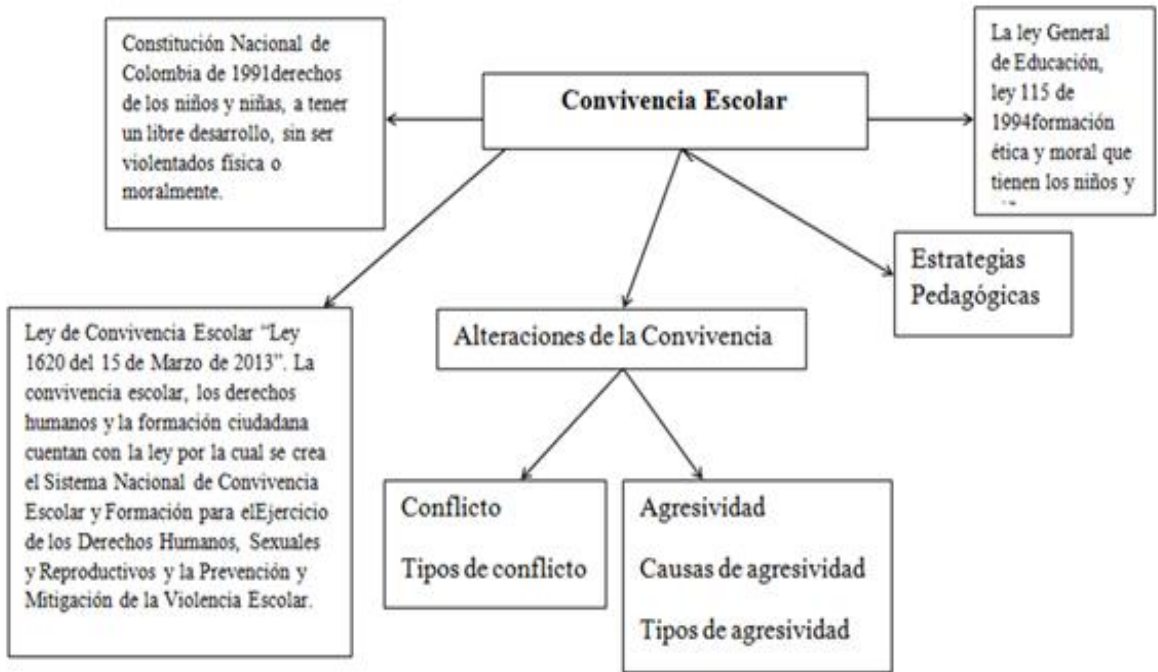 Constitución Nacional de
Colombia de 1991derechos
de los niños y niñas, a tener
un libre desarrollo, sin ser
violentados física o
moralmente.
Convivencia Escolar
La ley General
de Educación,
ley 115 de
1994formación
ética y moral que
tienen los niños y
Estrategias
Pedagógicas
Ley de Convivencia Escolar “Ley
1620 del 15 de Marzo de 2013”. La
convivencia escolar, los derechos
humanos y la formación ciudadana
cuentan con la ley por la cual se crea
el Sistema Nacional de Convivencia
Escolar y Formación para elEjercicio
de los Derechos Humanos, Sexuales
y Reproductivos y la Prevención y
Mitigación de la Violencia Escolar.
Alteraciones de la Convivencia
Conflicto
Tipos de conflicto
Agresividad
Causas de agresividad
Tipos de agresividad